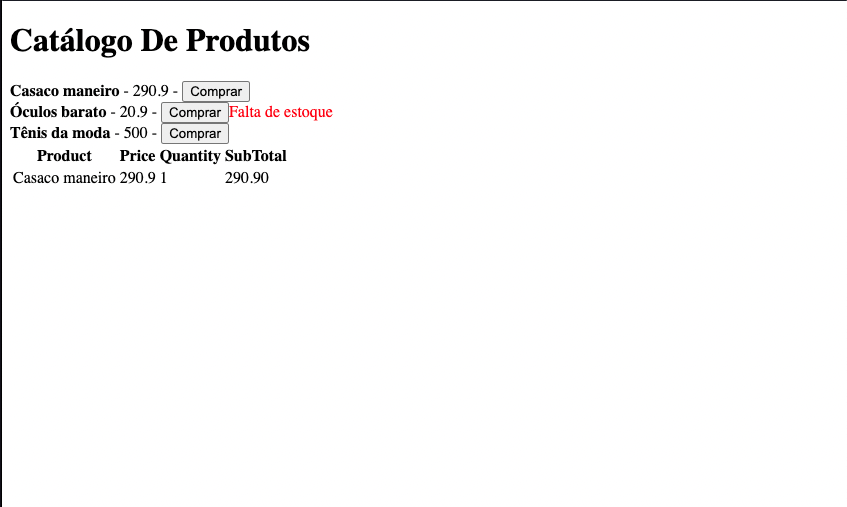 Catálogo De Produtos
Casaco maneiro - 290.9 - Comprar
Óculos barato - 20.9 - Comprar Falta de estoque
Tênis da moda - 500 - Comprar
Product Price Quantity SubTotal
Casaco maneiro 290.9 1 290.90